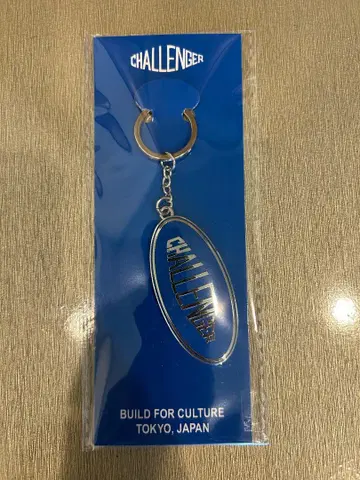 CHALLENGER
CHALLENGER
BUILD FOR CULTURE
TOKYO, JAPAN